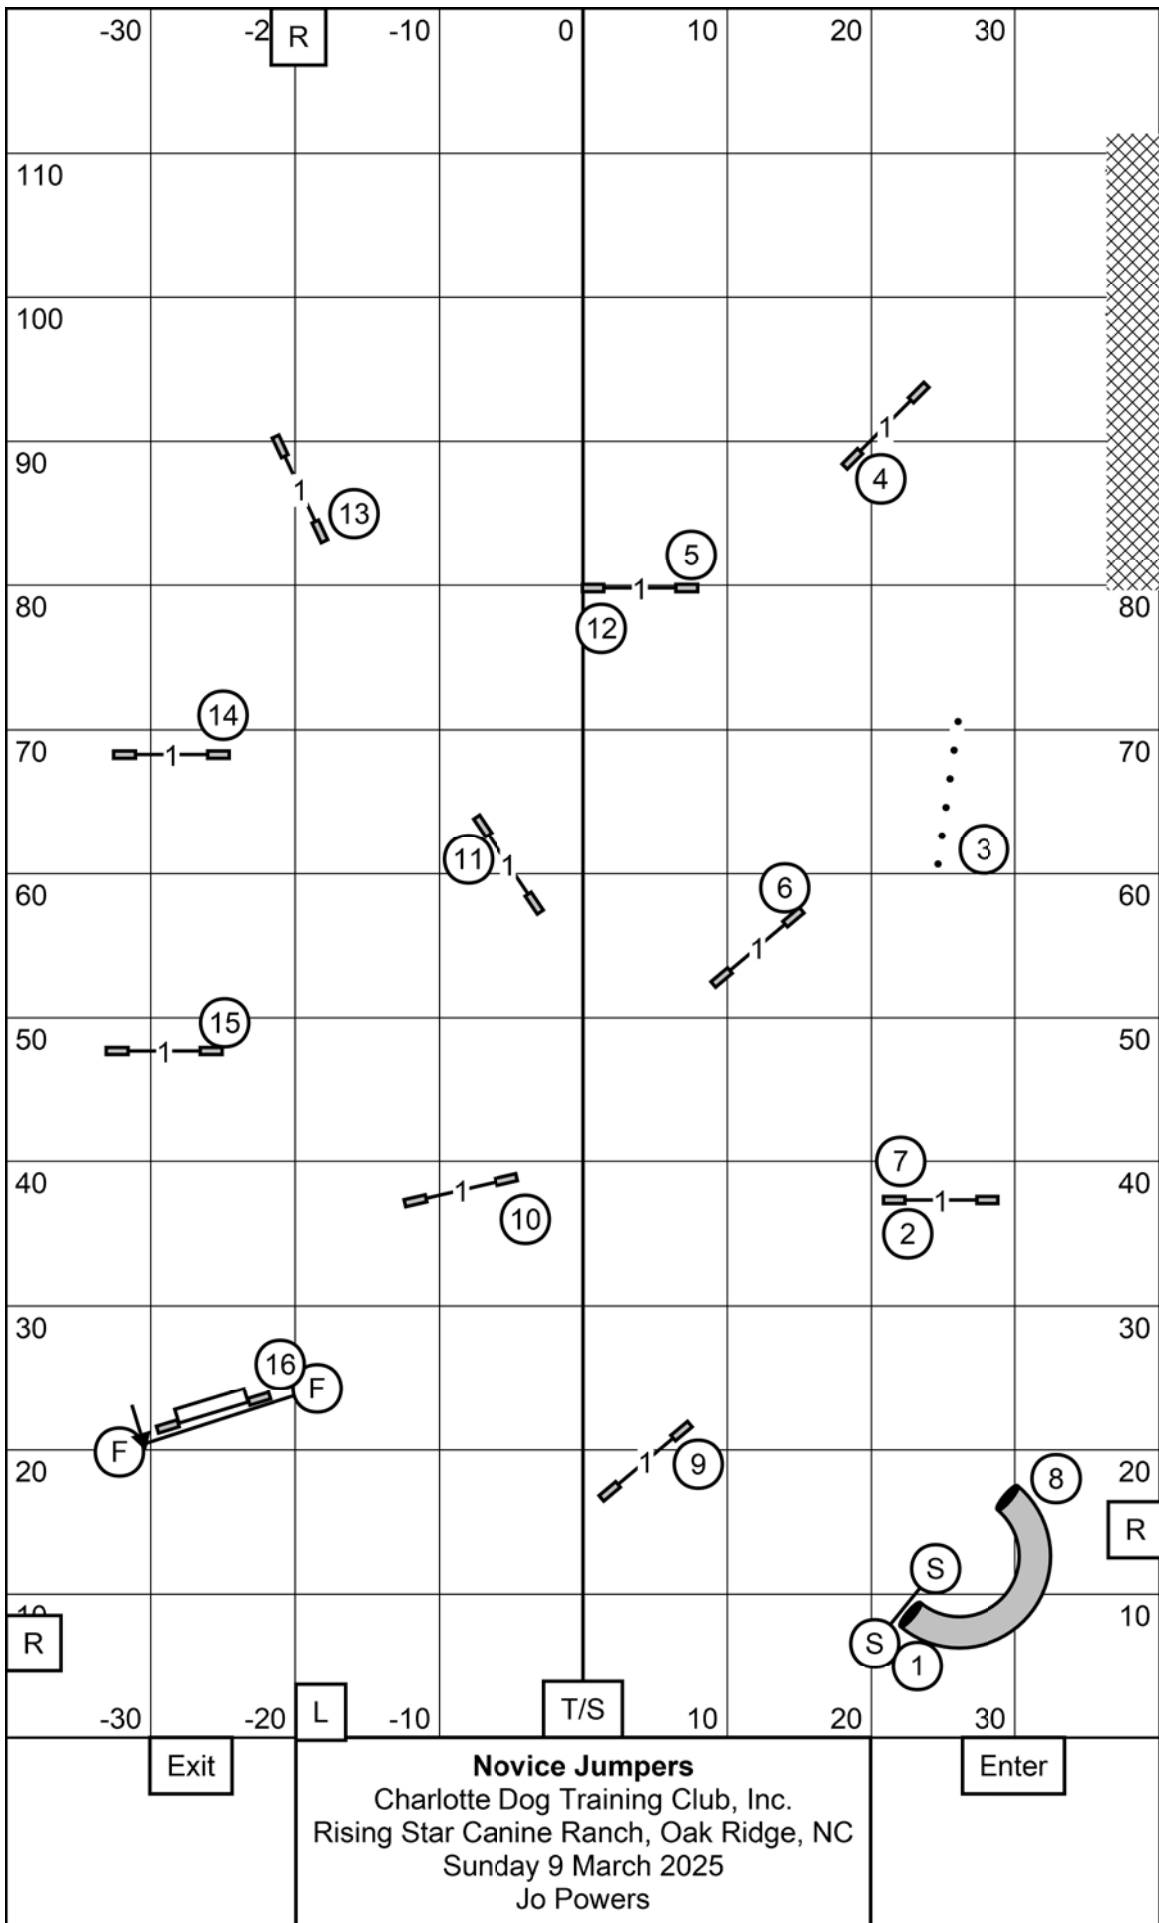 -30 -2 R -10 0 10 20 30
110
100
90
1
4
1
13
5
1
80 80
12
14
1
70 70
3
11
1
6
60 60
1
15
1
50 50
7
40 1 40
10
2
1
30 30
16
F
F
20 20
1
9
8
R
S
10 10
R
S
1
-30 -20 L -10 T/S 10 20 30
Exit
Enter
Novice Jumpers
Charlotte Dog Training Club, Inc.
Rising Star Canine Ranch, Oak Ridge, NC
Sunday 9 March 2025
Jo Powers